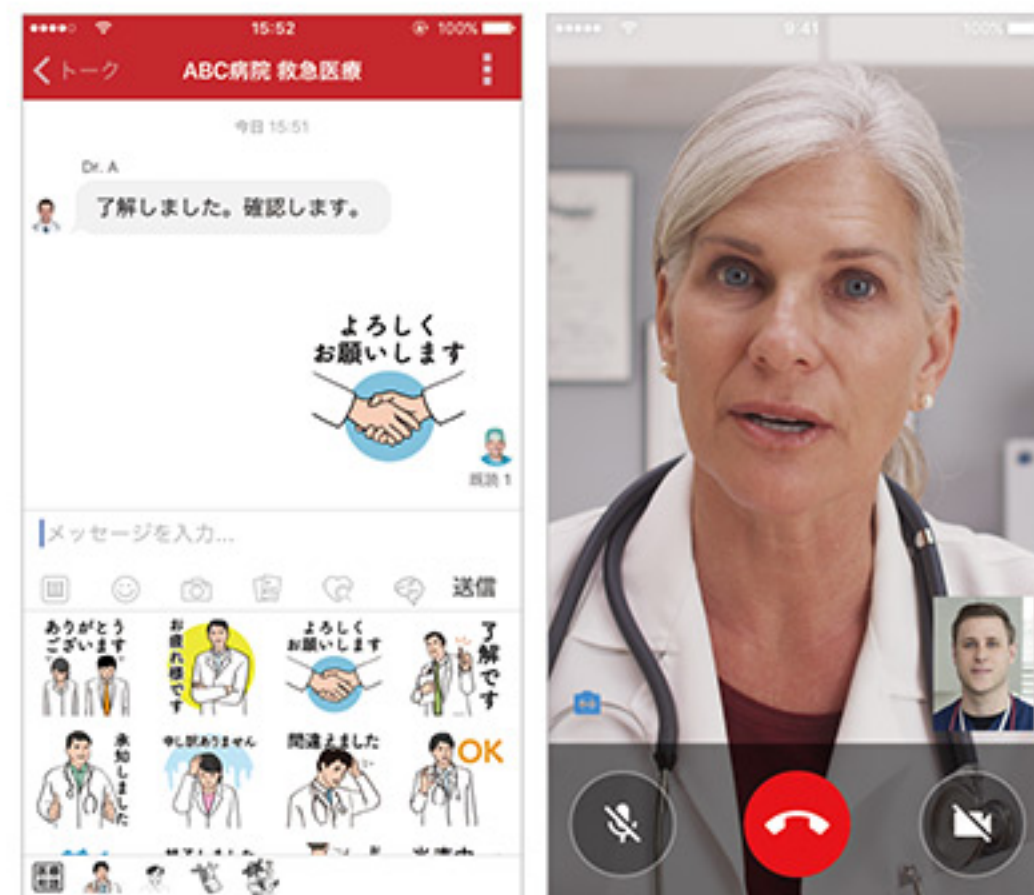 15:52
100%
トーク
ABC病院 救急医療
今日 15:51
Dr. A
了解しました。確認します。
よろしく
お願いします
既読 1
メッセージを入力...
送信
ありがとう
ございます
お疲れ様です
よろしく
お願いします
了解です
承知しました
申し訳ありません
間違えました
OK
9:41
100%